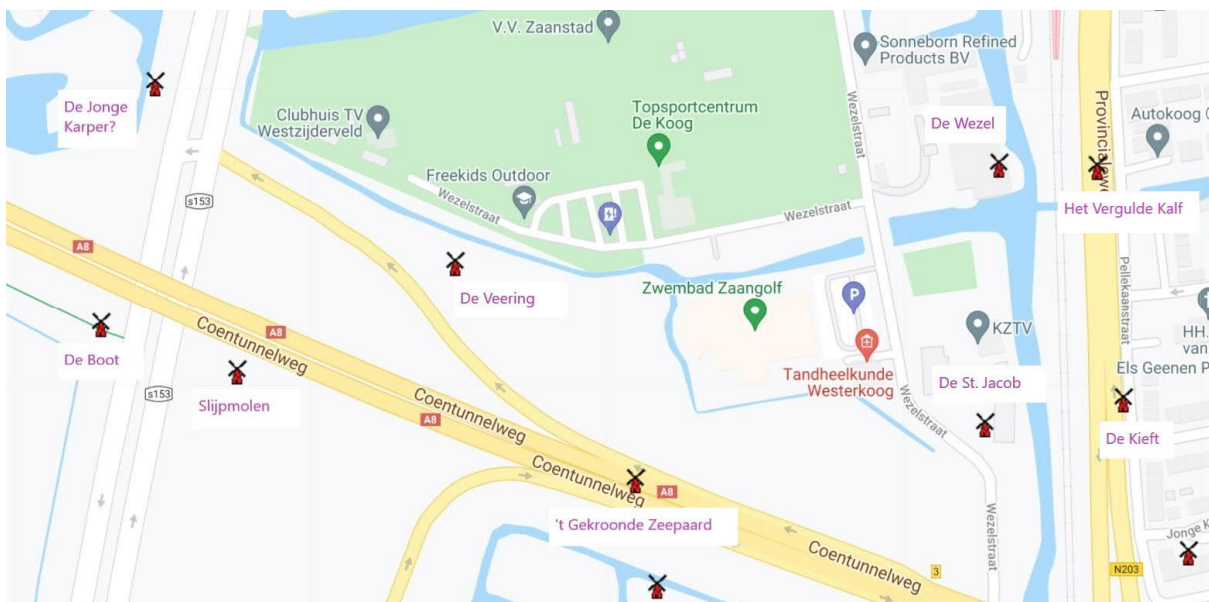 V.V. Zaanstad
Sonneborn Refined
Products BV
De Jonge
Karper?
Clubhuis TV
Westzijderveld
Topsportcentrum
De Koog
Wezelstraat
De Wezel
Provincialewe
Autokoog
Freekids Outdoor
Wezelstraat
Wezelstraat
s153
Het Vergulde Kalf
A8
De Veering
Zwembad Zaangolf
P
Pellekaanstraat
De Boot
A8
Coentunnelweg
KZTV
HH.
van
Els Geenen P
Slijpmolen
s153
Tandheelkunde
Westerkoog
De St. Jacob
Coentunnelweg
A8
Wezelstraat
De Kieft
Coentunnelweg
Coentunnelweg
A8
't Gekroonde Zeepaard
Wezelstraat
Jonge K
Coentunnelweg
3
N203